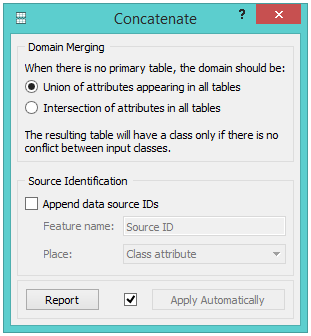 Concatenate
?
Domain Merging
When there is no primary table, the domain should be:
Union of attributes appearing in all tables
Intersection of attributes in all tables
The resulting table will have a class only if there is no
conflict between input classes.
Source Identification
Append data source IDs
Feature name: Source ID
Place: Class attribute
Report Apply Automatically